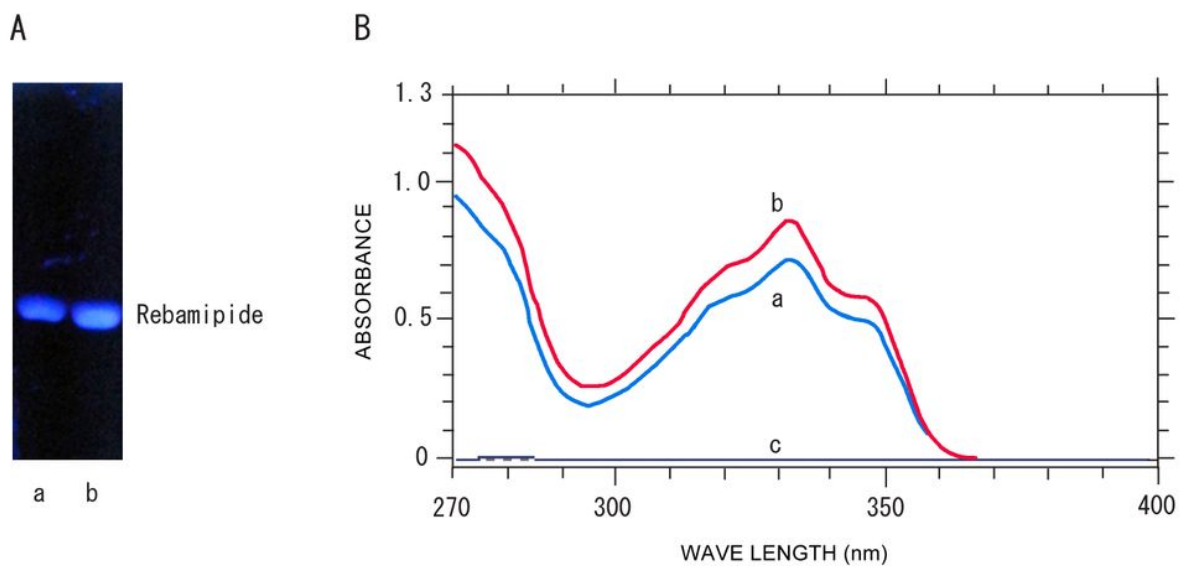 A
Rebamipide
a b
B
ABSORBANCE
1.3
1.0
0.5
0
b
a
c
270 300 350 400
WAVE LENGTH (nm)